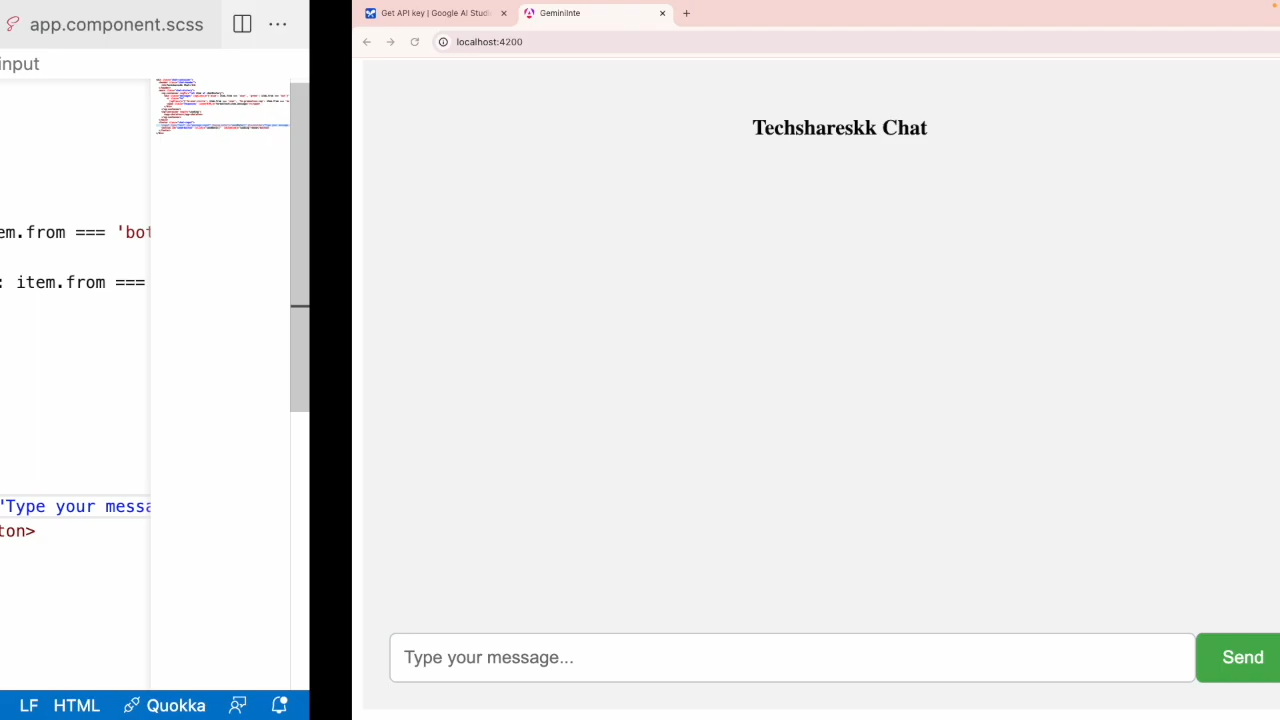 app.component.scss
input
em.from === 'bot
: item.from ===
"Type your messa
ton>
LF HTML Quokka
Get API key | Google AI Studi
GeminiInte
localhost:4200
Techshareskk Chat
Type your message...
Send